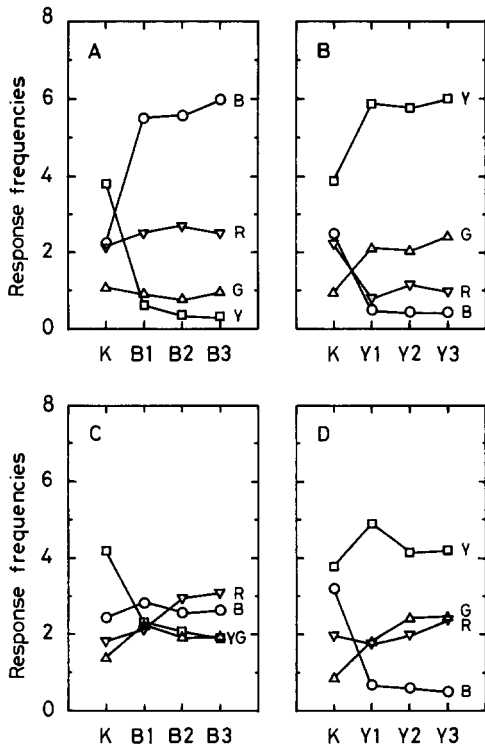 8
6
4
2
0
Response frequencies
A
B
R
G
Y
K B1 B2 B3
B
Y
G
R
B
K Y1 Y2 Y3
8
6
4
2
0
Response frequencies
C
R
B
YG
K B1 B2 B3
D
Y
G
R
B
K Y1 Y2 Y3